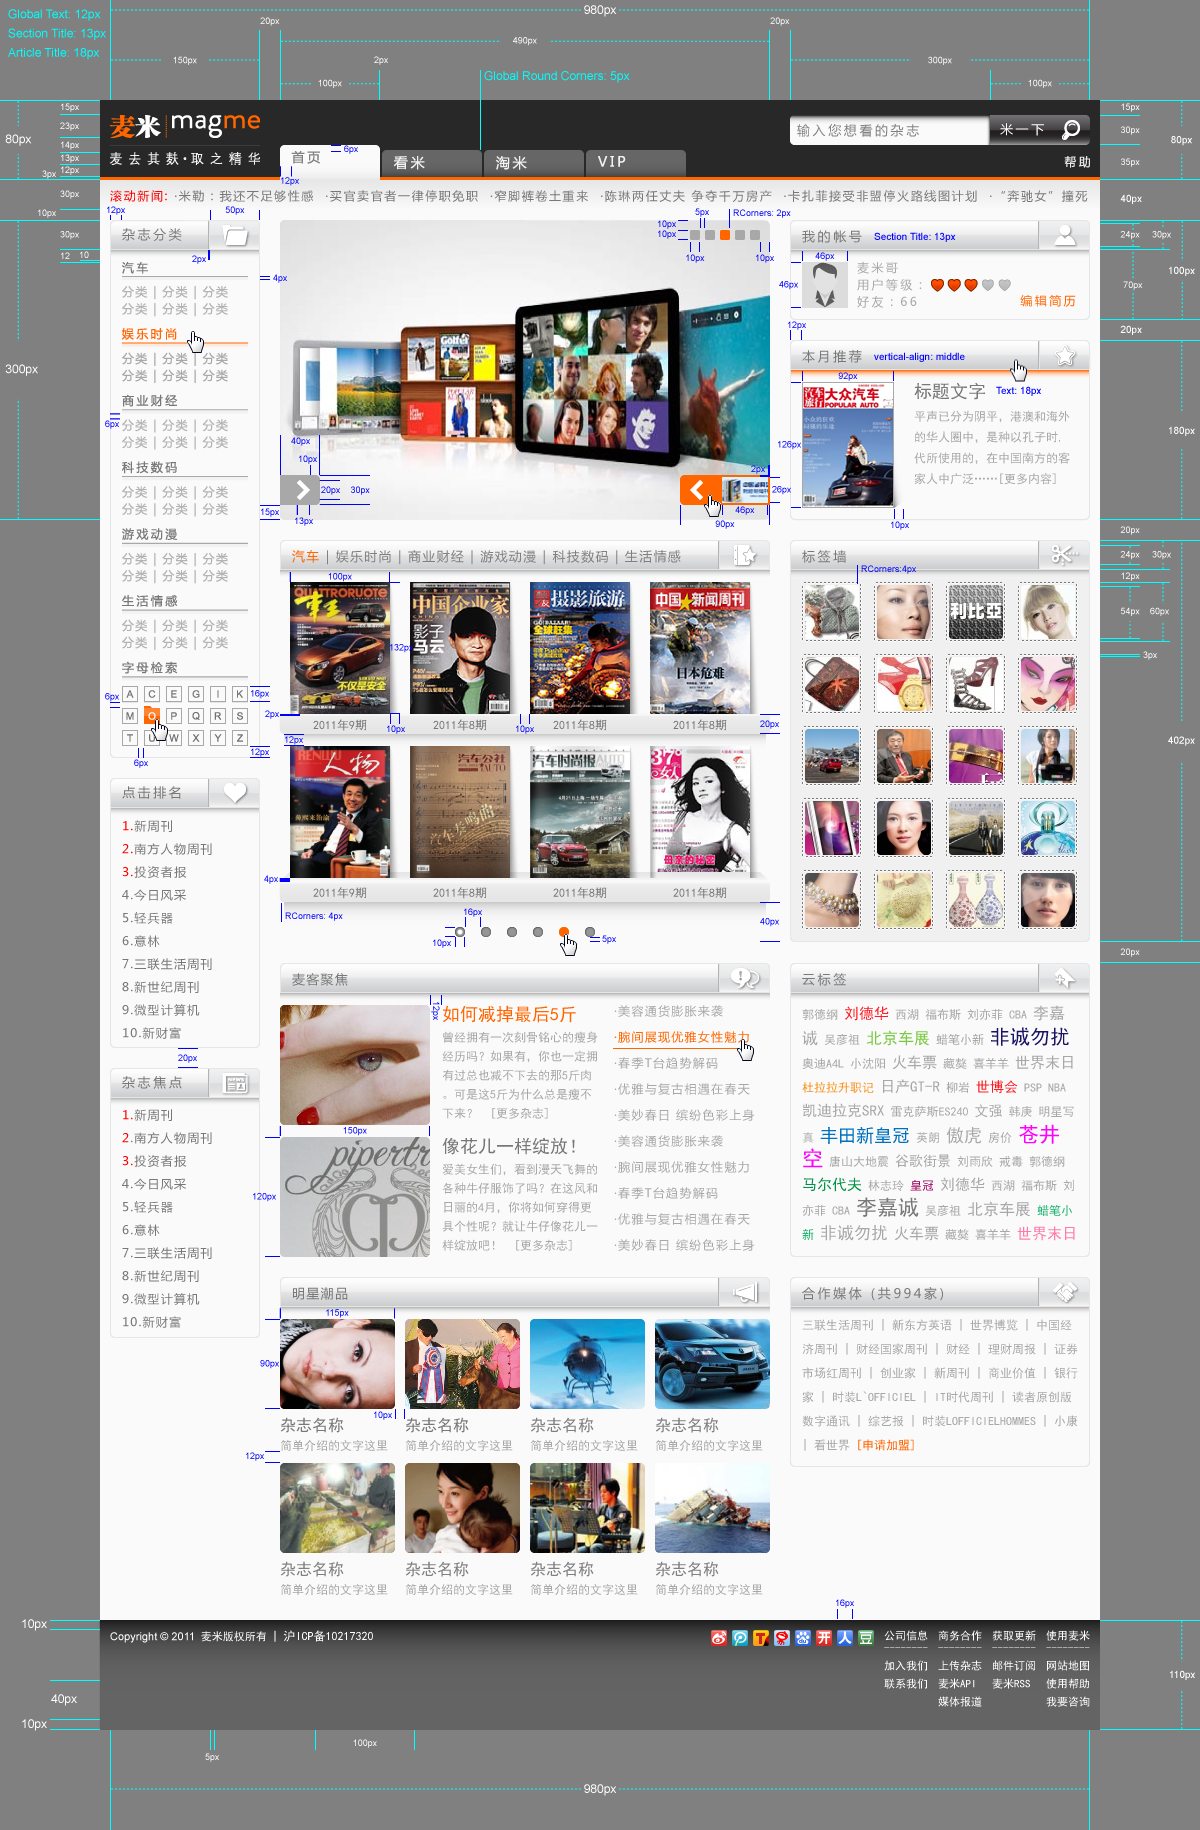 Global Text: 12px
Section Title: 13px
Article Title: 18px
980px
20px
20px
490px
150px
2px
300px
Global Round Corners: 5px
100px
100px
麦米 magme
麦去其麸·取之精华
首页
看米
淘米
VIP
输入您想看的杂志
米一下
帮助
滚动新闻: ·米勒：我还不足够性感 ·买官卖官者一律停职免职 ·窄脚裤卷土重来 ·陈琳两任丈夫 争夺千万房产 ·卡扎菲接受非盟停火路线图计划 ·“奔驰女”撞死
杂志分类
汽车
分类 | 分类 | 分类
分类 | 分类 | 分类
娱乐时尚
分类 | 分类 | 分类
分类 | 分类 | 分类
商业财经
分类 | 分类 | 分类
分类 | 分类 | 分类
科技数码
分类 | 分类 | 分类
分类 | 分类 | 分类
游戏动漫
分类 | 分类 | 分类
分类 | 分类 | 分类
生活情感
分类 | 分类 | 分类
分类 | 分类 | 分类
字母检索
A C E G I K
M O P Q R S
T U W X Y Z
点击排名
1.新周刊
2.南方人物周刊
3.投资者报
4.今日风采
5.轻兵器
6.意林
7.三联生活周刊
8.新世纪周刊
9.微型计算机
10.新财富
杂志焦点
1.新周刊
2.南方人物周刊
3.投资者报
4.今日风采
5.轻兵器
6.意林
7.三联生活周刊
8.新世纪周刊
9.微型计算机
10.新财富
RCorners: 2px
汽车 | 娱乐时尚 | 商业财经 | 游戏动漫 | 科技数码 | 生活情感
QUATTRORUOTE
中国企业家
影子
马云
摄影旅游
全球赶集
中国新闻周刊
日本危难
不仅是安全
2011年9期
2011年8期
2011年8期
2011年8期
人物
汽车公社
汽车时尚报
2011年9期
2011年8期
2011年8期
2011年8期
RCorners: 4px
麦客聚焦
如何减掉最后5斤
曾经拥有一次刻骨铭心的瘦身
经历吗？如果有，你也一定拥
有过总也减不下去的那5斤肉
。可是这5斤为什么总是瘦不
下来？ [更多杂志]
像花儿一样绽放！
爱美女生们，看到漫天飞舞的
各种牛仔服饰了吗？在这风和
日丽的4月，你将如何穿得更
具个性呢？就让牛仔像花儿一
样绽放吧！ [更多杂志]
·美容通货膨胀来袭
·腕间展现优雅女性魅力
·春季T台趋势解码
·优雅与复古相遇在春天
·美妙春日 缤纷色彩上身
·美容通货膨胀来袭
·腕间展现优雅女性魅力
·春季T台趋势解码
·优雅与复古相遇在春天
·美妙春日 缤纷色彩上身
明星潮品
杂志名称
简单介绍的文字这里
杂志名称
简单介绍的文字这里
杂志名称
简单介绍的文字这里
杂志名称
简单介绍的文字这里
杂志名称
简单介绍的文字这里
杂志名称
简单介绍的文字这里
杂志名称
简单介绍的文字这里
杂志名称
简单介绍的文字这里
我的帐号 Section Title: 13px
麦米哥
用户等级：
好友：66
编辑简历
本月推荐 vertical-align: middle
大众汽车
POPULAR AUTO
标题文字 Text: 18px
平声已分为阴平，港澳和海外
的华人圈中，是种以孔子时.
代所使用的，在中国南方的客
家人中广泛……[更多内容]
标签墙
RCorners:4px
利比亞
云标签
郭德纲 刘德华 西湖 福布斯 刘亦菲 CBA 李嘉
诚 吴彦祖 北京车展 蜡笔小新 非诚勿扰
奥迪A4L 小沈阳 火车票 藏獒 喜羊羊 世界末日
杜拉拉升职记 日产GT-R 柳岩 世博会 PSP NBA
凯迪拉克SRX 雷克萨斯ES240 文强 韩庚 明星写
真 丰田新皇冠 英朗 傲虎 房价 苍井
空 唐山大地震 谷歌街景 刘雨欣 戒毒 郭德纲
马尔代夫 林志玲 皇冠 刘德华 西湖 福布斯 刘
亦菲 CBA 李嘉诚 吴彦祖 北京车展 蜡笔小
新 非诚勿扰 火车票 藏獒 喜羊羊 世界末日
合作媒体 (共994家)
三联生活周刊 | 新东方英语 | 世界博览 | 中国经
济周刊 | 财经国家周刊 | 财经 | 理财周报 | 证券
市场红周刊 | 创业家 | 新周刊 | 商业价值 | 银行
家 | 时装L`OFFICIEL | IT时代周刊 | 读者原创版
数字通讯 | 综艺报 | 时装LOFFICIELHOMMES | 小康
| 看世界 [申请加盟]
Copyright © 2011 麦米版权所有 | 沪ICP备10217320
公司信息 商务合作 获取更新 使用麦米
加入我们 上传杂志 邮件订阅 网站地图
联系我们 麦米API 麦米RSS 使用帮助
媒体报道 我要咨询
16px
110px
10px
40px
10px
5px
100px
980px